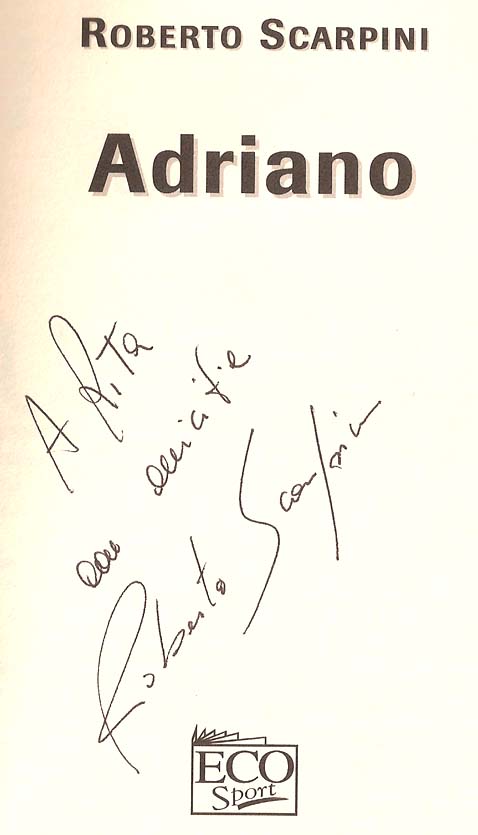 ROBERTO SCARPINI
Adriano
A RITA
con amicizia
Roberto Scarpini
ECO
Sport